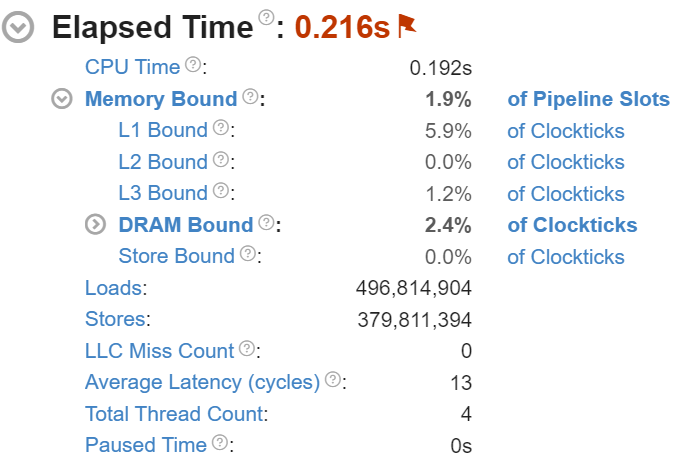 Elapsed Time ?: 0.216s
CPU Time ?: 0.192s
Memory Bound ?: 1.9% of Pipeline Slots
L1 Bound ?: 5.9% of Clockticks
L2 Bound ?: 0.0% of Clockticks
L3 Bound ?: 1.2% of Clockticks
DRAM Bound ?: 2.4% of Clockticks
Store Bound ?: 0.0% of Clockticks
Loads: 496,814,904
Stores: 379,811,394
LLC Miss Count ?: 0
Average Latency (cycles) ?: 13
Total Thread Count: 4
Paused Time ?: 0s